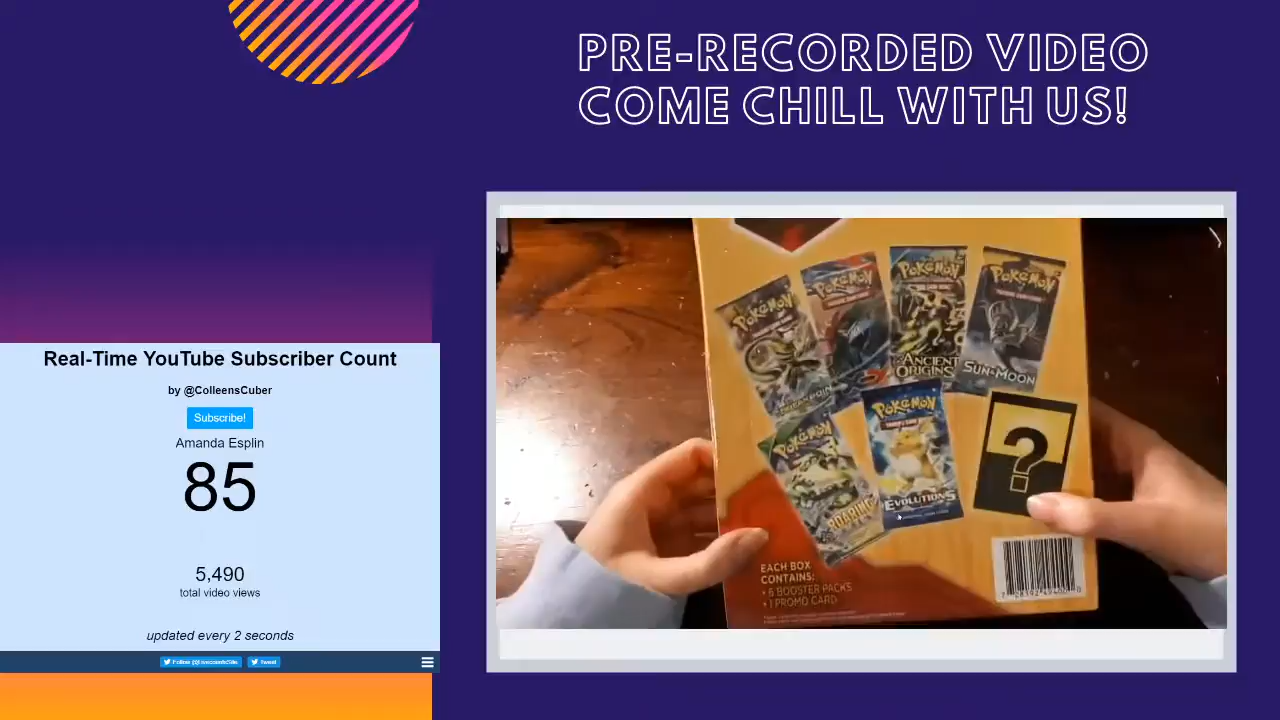 PRE-RECORDED VIDEO
COME CHILL WITH US!
Real-Time YouTube Subscriber Count
by @ColleensCuber
Subscribe!
Amanda Esplin
85
5,490
total video views
updated every 2 seconds
Tweet
POKéMON
POKéMON
POKéMON
ANCIENT
ORIGINS
POKéMON
SUN & MOON
POKéMON
ROARING
POKéMON
EVOLUTIONS
?
EACH BOX
CONTAINS:
• 6 BOOSTER PACKS
• 1 PROMO CARD